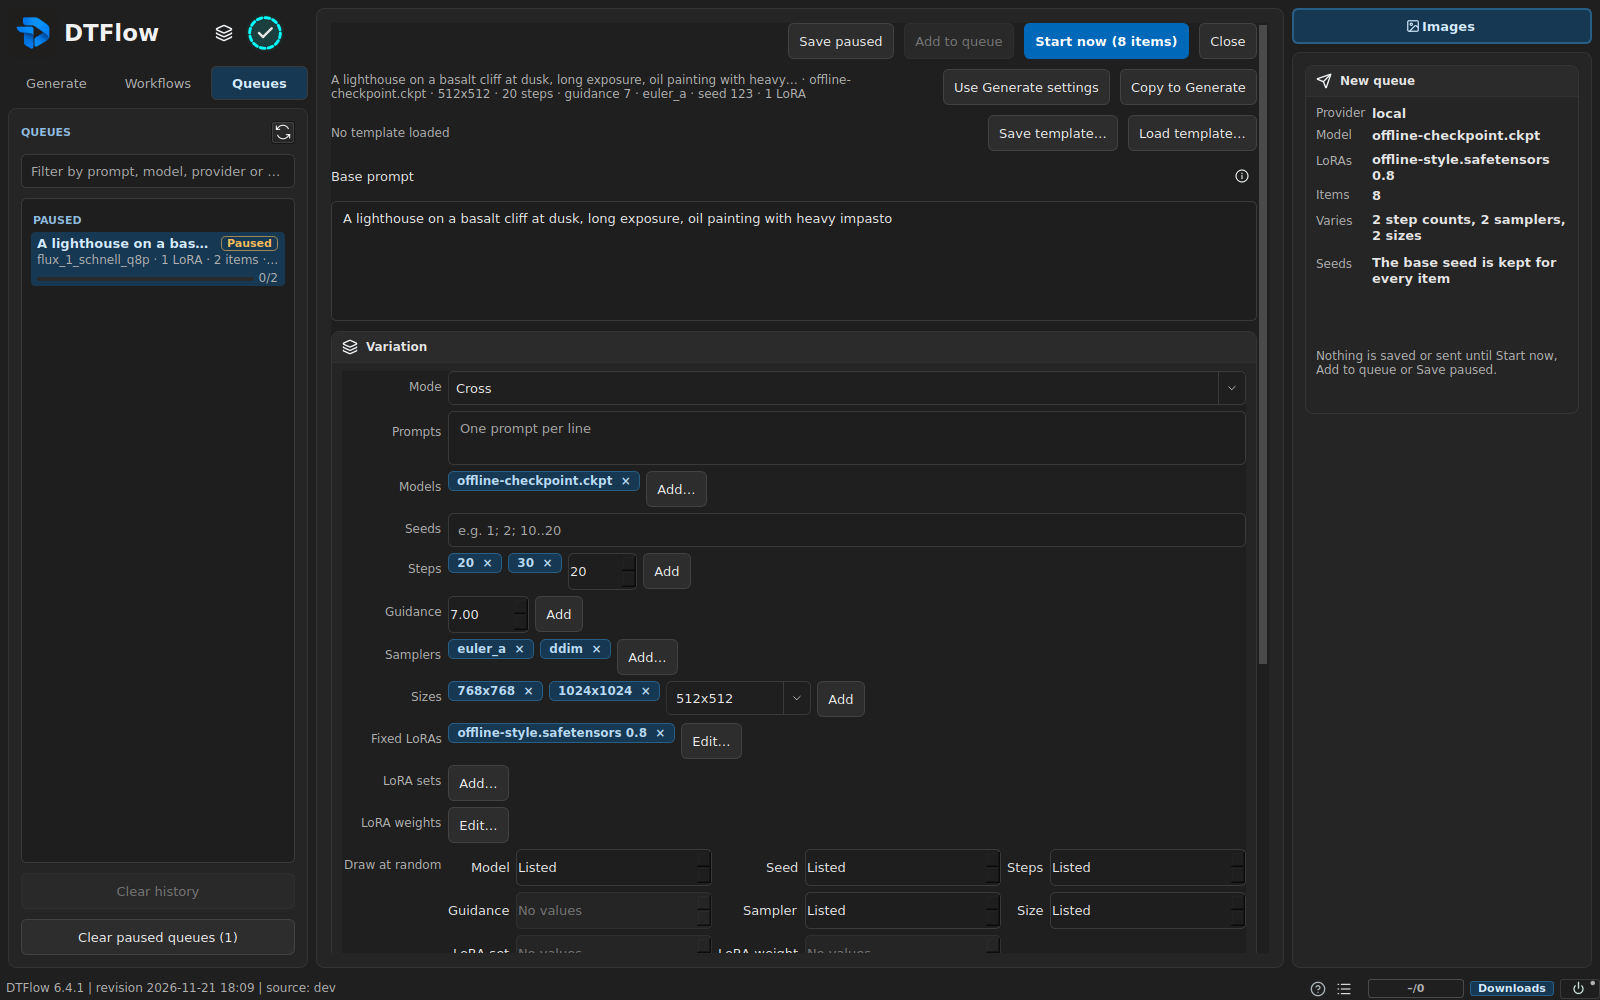 DTFlow
Generate
Workflows
Queues
QUEUES
Filter by prompt, model, provider or ...
PAUSED
A lighthouse on a bas...
Paused
flux_1_schnell_q8p · 1 LoRA · 2 items ·...
0/2
Clear history
Clear paused queues (1)
Save paused
Add to queue
Start now (8 items)
Close
A lighthouse on a basalt cliff at dusk, long exposure, oil painting with heavy... · offline-
checkpoint.ckpt · 512x512 · 20 steps · guidance 7 · euler_a · seed 123 · 1 LoRA
Use Generate settings
Copy to Generate
No template loaded
Save template...
Load template...
Base prompt
A lighthouse on a basalt cliff at dusk, long exposure, oil painting with heavy impasto
Variation
Mode
Cross
Prompts
One prompt per line
Models
offline-checkpoint.ckpt ×
Add...
Seeds
e.g. 1; 2; 10..20
Steps
20 ×
30 ×
20
Add
Guidance
7.00
Add
Samplers
euler_a ×
ddim ×
Add...
Sizes
768x768 ×
1024x1024 ×
512x512
Add
Fixed LoRAs
offline-style.safetensors 0.8 ×
Edit...
LoRA sets
Add...
LoRA weights
Edit...
Draw at random
Model
Listed
Seed
Listed
Steps
Listed
Guidance
No values
Sampler
Listed
Size
Listed
LoRA set
No values
LoRA weight
No values
Images
New queue
Provider
local
Model
offline-checkpoint.ckpt
LoRAs
offline-style.safetensors
0.8
Items
8
Varies
2 step counts, 2 samplers,
2 sizes
Seeds
The base seed is kept for
every item
Nothing is saved or sent until Start now,
Add to queue or Save paused.
DTFlow 6.4.1 | revision 2026-11-21 18:09 | source: dev
-/0
Downloads